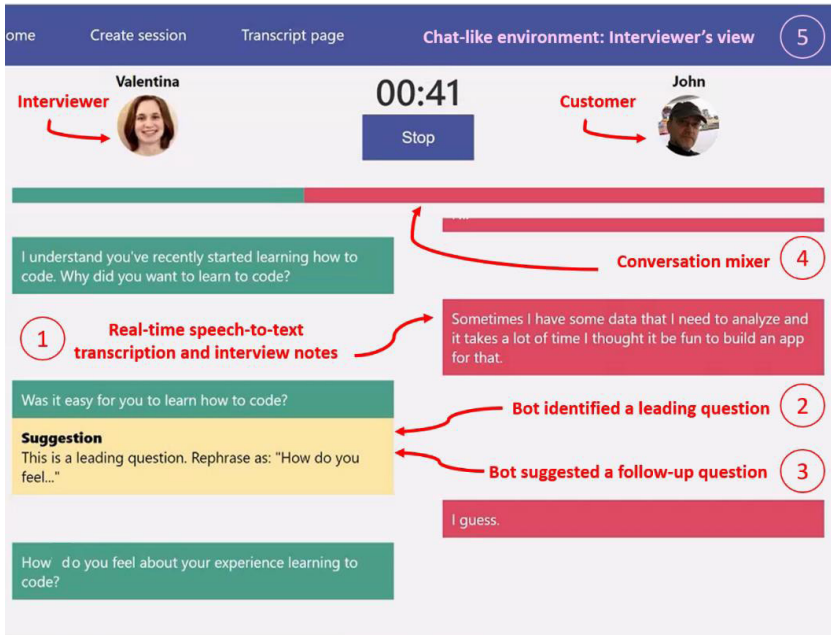 ome Create session Transcript page Chat-like environment: Interviewer's view 5
Valentina
00:41
John
Interviewer
Customer
Stop
I understand you've recently started learning how to
code. Why did you want to learn to code?
Conversation mixer 4
1 Real-time speech-to-text
transcription and interview notes
Sometimes I have some data that I need to analyze and
it takes a lot of time I thought it be fun to build an app
for that.
Was it easy for you to learn how to code?
Bot identified a leading question 2
Suggestion
This is a leading question. Rephrase as: "How do you
feel..."
Bot suggested a follow-up question 3
I guess.
How do you feel about your experience learning to
code?